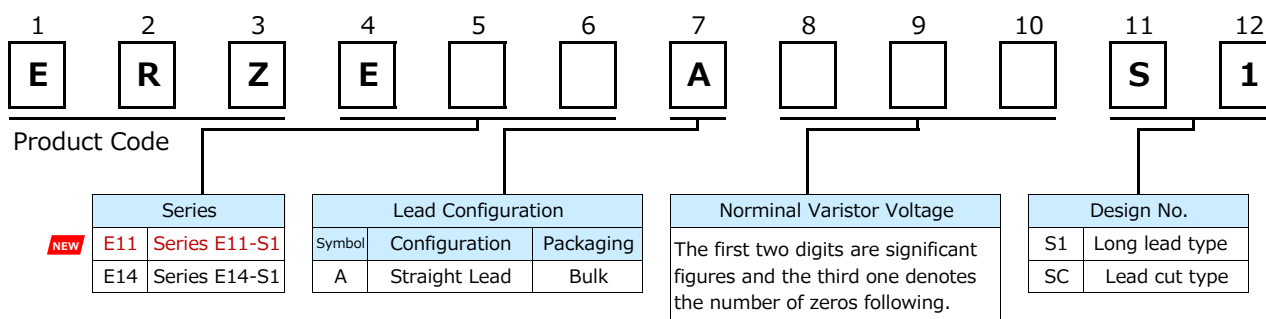 1 2 3 4 5 6 7 8 9 10 11 12
E R Z E A S 1
Product Code
Series
NEW E11 Series E11-S1
E14 Series E14-S1
Lead Configuration
Symbol Configuration Packaging
A Straight Lead Bulk
Norminal Varistor Voltage
The first two digits are significant
figures and the third one denotes
the number of zeros following.
Design No.
S1 Long lead type
SC Lead cut type